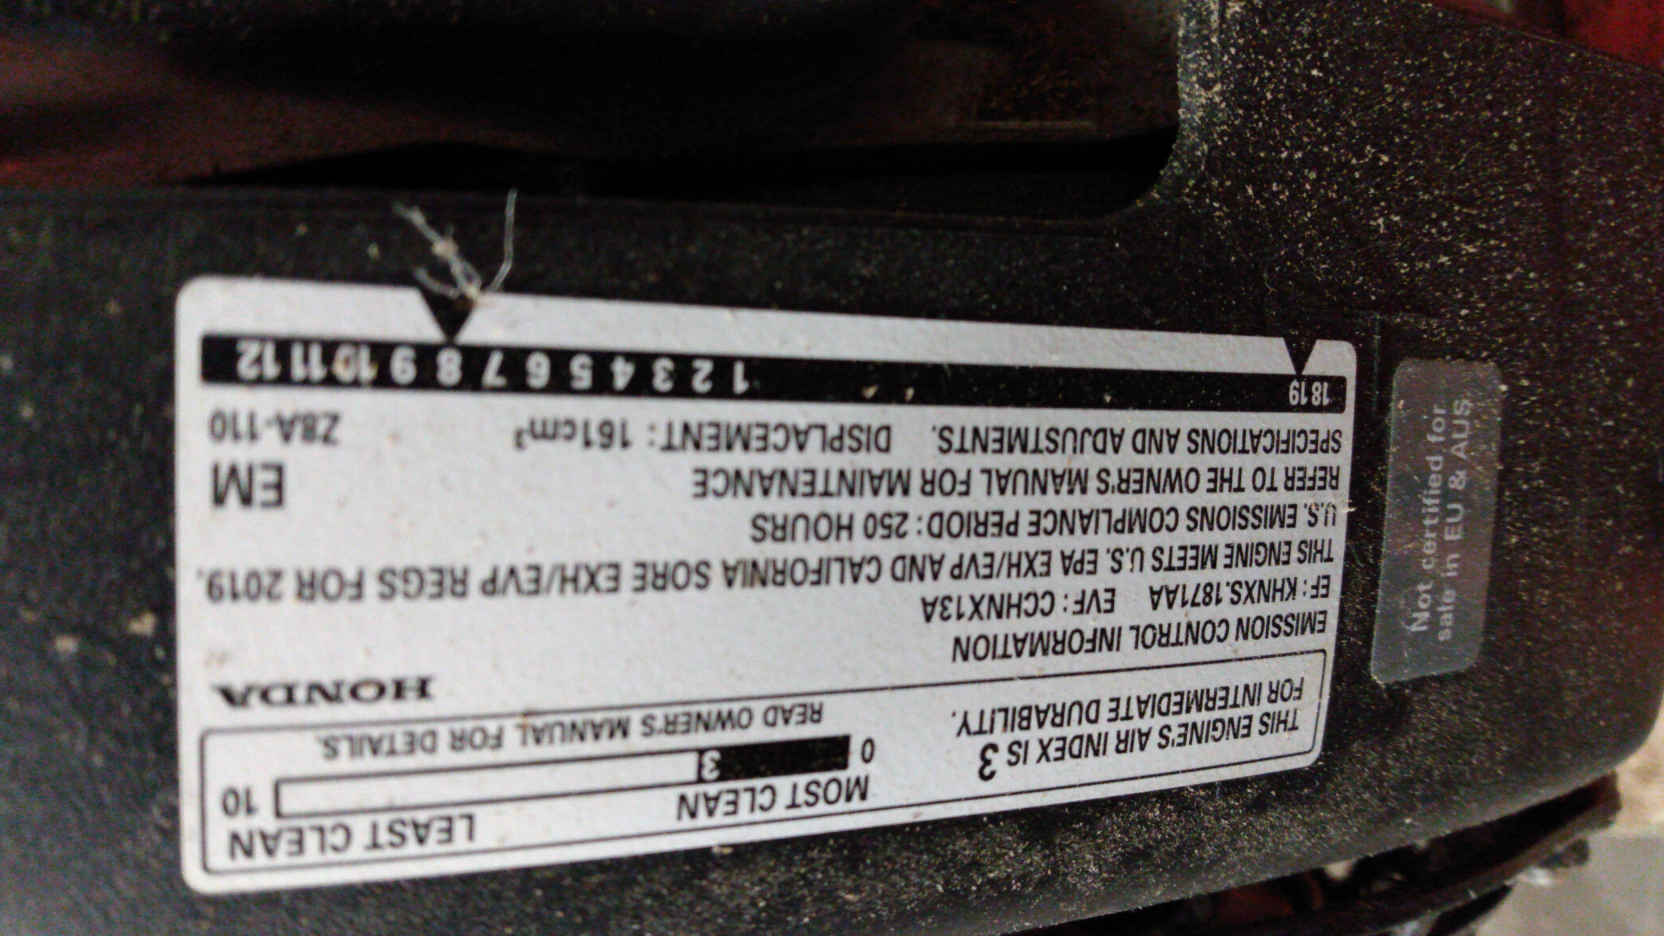 THIS ENGINE'S AIR INDEX IS 3
FOR INTERMEDIATE DURABILITY.
MOST CLEAN LEAST CLEAN
0 3 10
READ OWNER'S MANUAL FOR DETAILS.
HONDA
EMISSION CONTROL INFORMATION
EF: KHNXS.1871AA EVF: CCHNX13A
THIS ENGINE MEETS U.S. EPA EXH/EVP AND CALIFORNIA SORE EXH/EVP REGS FOR 2019.
U.S. EMISSIONS COMPLIANCE PERIOD: 250 HOURS
EM
REFER TO THE OWNER'S MANUAL FOR MAINTENANCE
SPECIFICATIONS AND ADJUSTMENTS. DISPLACEMENT: 161cm³ Z8A-110
18 19 1 2 3 4 5 6 7 8 9 10 11 12
Not certified for
sale in EU & AUS